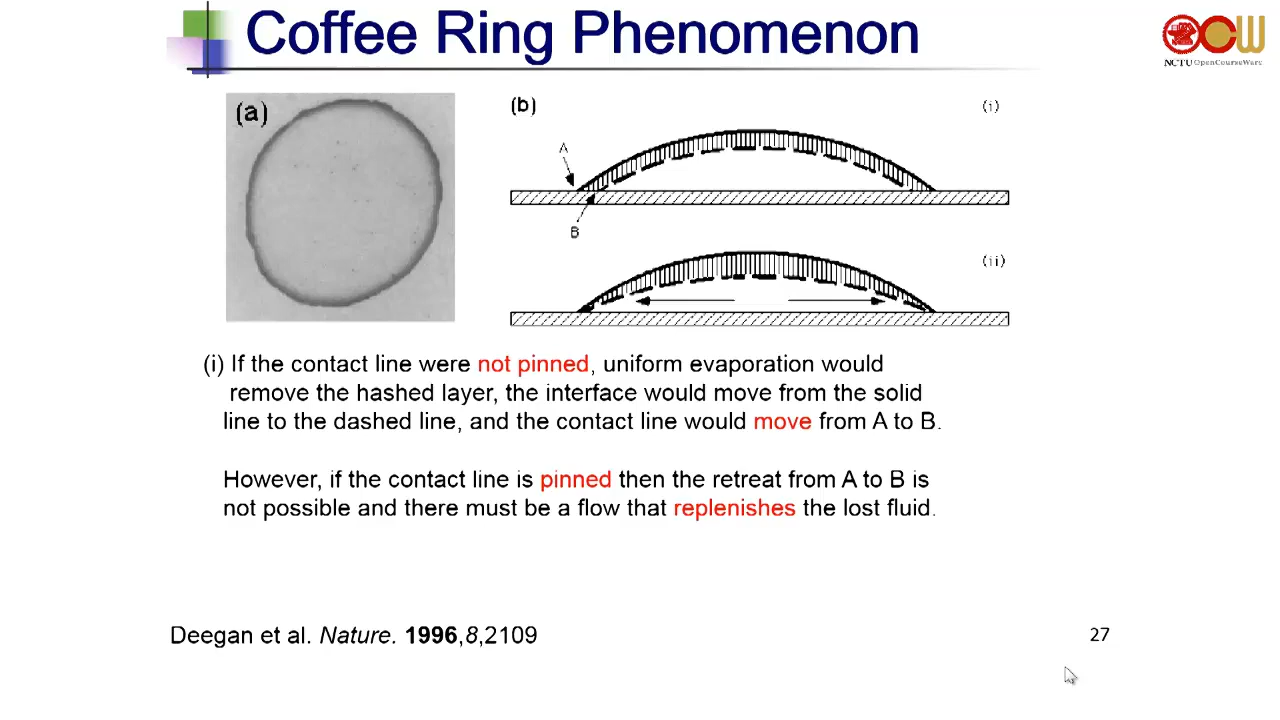 Coffee Ring Phenomenon
OCW
NCTU OpenCourseWare
(a)
(b)
(i)
A
B
(ii)
(i) If the contact line were not pinned, uniform evaporation would
remove the hashed layer, the interface would move from the solid
line to the dashed line, and the contact line would move from A to B.
However, if the contact line is pinned then the retreat from A to B is
not possible and there must be a flow that replenishes the lost fluid.
Deegan et al. Nature. 1996,8,2109
27